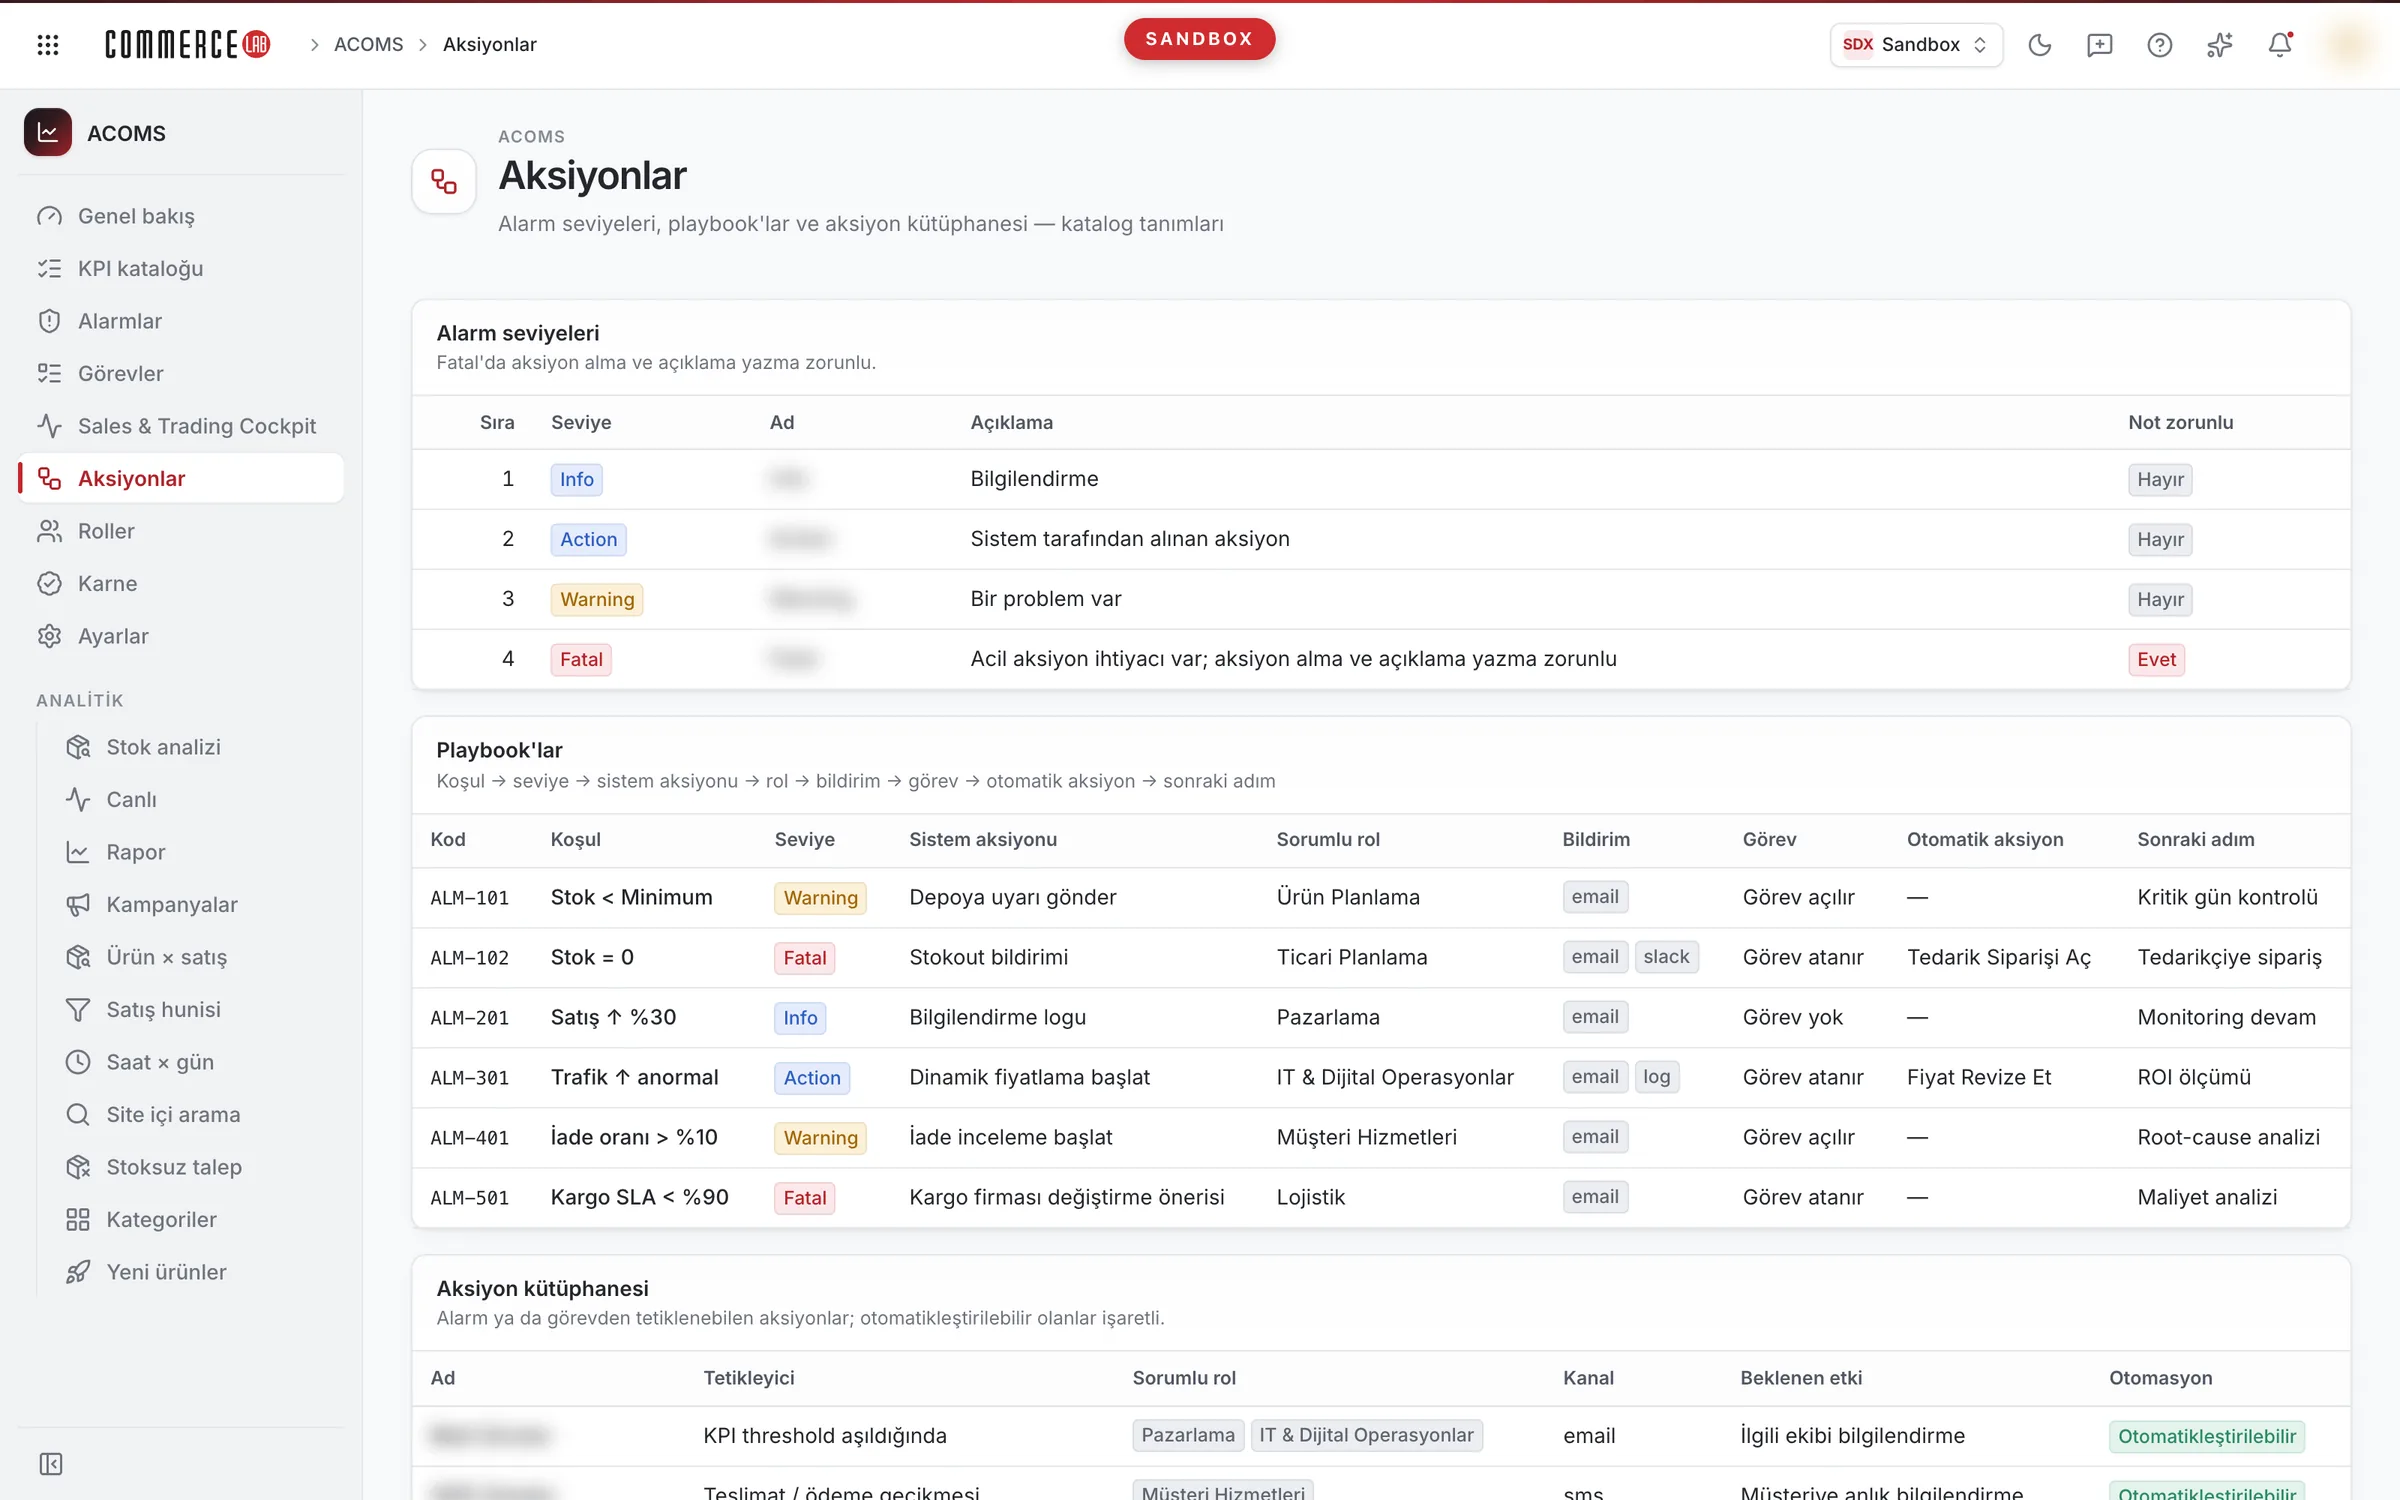 COMMERCE LAB
ACOMS
Aksiyonlar
SANDBOX
SDX Sandbox
ACOMS
Genel bakış
KPI kataloğu
Alarmlar
Görevler
Sales & Trading Cockpit
Aksiyonlar
Roller
Karne
Ayarlar
ANALİTİK
Stok analizi
Canlı
Rapor
Kampanyalar
Ürün × satış
Satış hunisi
Saat × gün
Site içi arama
Stoksuz talep
Kategoriler
Yeni ürünler
ACOMS
Aksiyonlar
Alarm seviyeleri, playbook'lar ve aksiyon kütüphanesi — katalog tanımları
Alarm seviyeleri
Fatal'da aksiyon alma ve açıklama yazma zorunlu.
Sıra Seviye Ad Açıklama Not zorunlu
1 Info Bilgilendirme Hayır
2 Action Sistem tarafından alınan aksiyon Hayır
3 Warning Bir problem var Hayır
4 Fatal Acil aksiyon ihtiyacı var; aksiyon alma ve açıklama yazma zorunlu Evet
Playbook'lar
Koşul → seviye → sistem aksiyonu → rol → bildirim → görev → otomatik aksiyon → sonraki adım
Kod Koşul Seviye Sistem aksiyonu Sorumlu rol Bildirim Görev Otomatik aksiyon Sonraki adım
ALM-101 Stok < Minimum Warning Depoya uyarı gönder Ürün Planlama email Görev açılır — Kritik gün kontrolü
ALM-102 Stok = 0 Fatal Stokout bildirimi Ticari Planlama email slack Görev atanır Tedarik Siparişi Aç Tedarikçiye sipariş
ALM-201 Satış ↑ %30 Info Bilgilendirme logu Pazarlama email Görev yok — Monitoring devam
ALM-301 Trafik ↑ anormal Action Dinamik fiyatlama başlat IT & Dijital Operasyonlar email log Görev atanır Fiyat Revize Et ROI ölçümü
ALM-401 İade oranı > %10 Warning İade inceleme başlat Müşteri Hizmetleri email Görev açılır — Root-cause analizi
ALM-501 Kargo SLA < %90 Fatal Kargo firması değiştirme önerisi Lojistik email Görev atanır — Maliyet analizi
Aksiyon kütüphanesi
Alarm ya da görevden tetiklenebilen aksiyonlar; otomatikleştirilebilir olanlar işaretli.
Ad Tetikleyici Sorumlu rol Kanal Beklenen etki Otomasyon
KPI threshold aşıldığında Pazarlama IT & Dijital Operasyonlar email İlgili ekibi bilgilendirme Otomatikleştirilebilir
Teslimat / ödeme gecikmesi Müşteri Hizmetleri sms Müşteriye anlık bilgilendirme Otomatikleştirilebilir